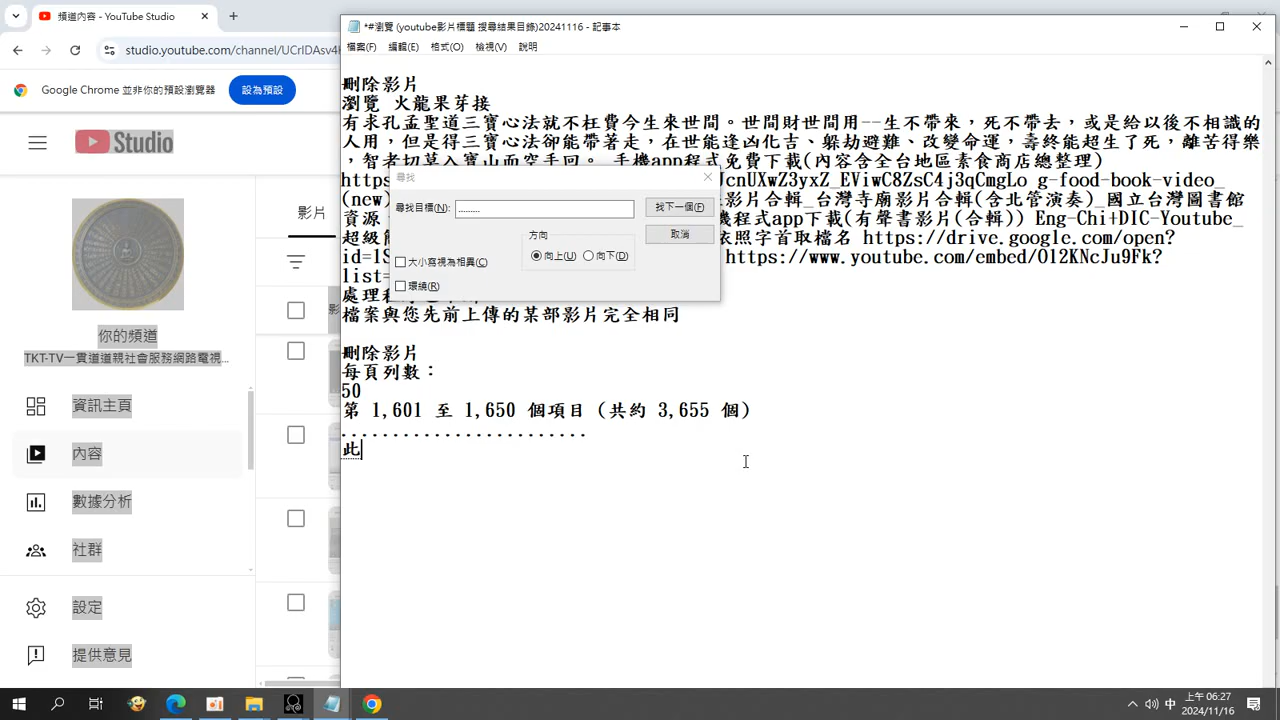 頻道內容 - YouTube Studio
studio.youtube.com/channel/UCrIDAsv4
Google Chrome 並非你的預設瀏覽器
設為預設
Studio
你的頻道
TKT-TV一貫道道親社會服務網路電視...
資訊主頁
內容
數據分析
社群
設定
提供意見
影片
*#瀏覽 (youtube影片標題 搜尋結果目錄)20241116 - 記事本
檔案(F) 編輯(E) 格式(O) 檢視(V) 說明
刪除影片
瀏覽 火龍果芽接
有求孔孟聖道三寶心法就不枉費今生來世間。世間財世間用--生不帶來，死不帶去，或是給以後不相識的
人用，但是得三寶心法卻能帶著走，在世能逢凶化吉、躲劫避難、改變命運，壽終能超生了死，離苦得樂
，智者切莫入寶山而空手回。 手機app程式免費下載(內容含全台地區素食商店總整理)
https
JcnUXwZ3yxZ_EViwC8ZsC4j3qCmgLo g-food-book-video_
(new)
影片合輯_台灣寺廟影片合輯(含北管演奏)_國立台灣圖書館
資源
機程式app下載(有聲書影片(合輯)) Eng-Chi+DIC-Youtube_
超級
依照字首取檔名 https://drive.google.com/open?
id=1S
https://www.youtube.com/embed/Ol2KNcJu9Fk?
list=
處理程
檔案與您先前上傳的某部影片完全相同
刪除影片
每頁列數：
50
第 1,601 至 1,650 個項目 (共約 3,655 個)
........................
此
尋找
尋找目標(N):
.........
找下一個(F)
取消
方向
向上(U)
向下(D)
大小寫視為相異(C)
環繞(R)
中
上午 06:27
2024/11/16